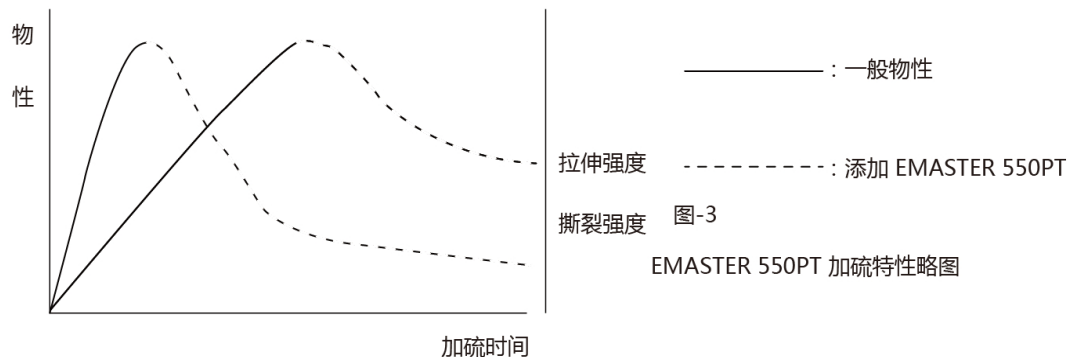 物
性
——— : 一般物性
拉伸强度
------ : 添加 EMASTER 550PT
撕裂强度
图-3
EMASTER 550PT 加硫特性略图
加硫时间